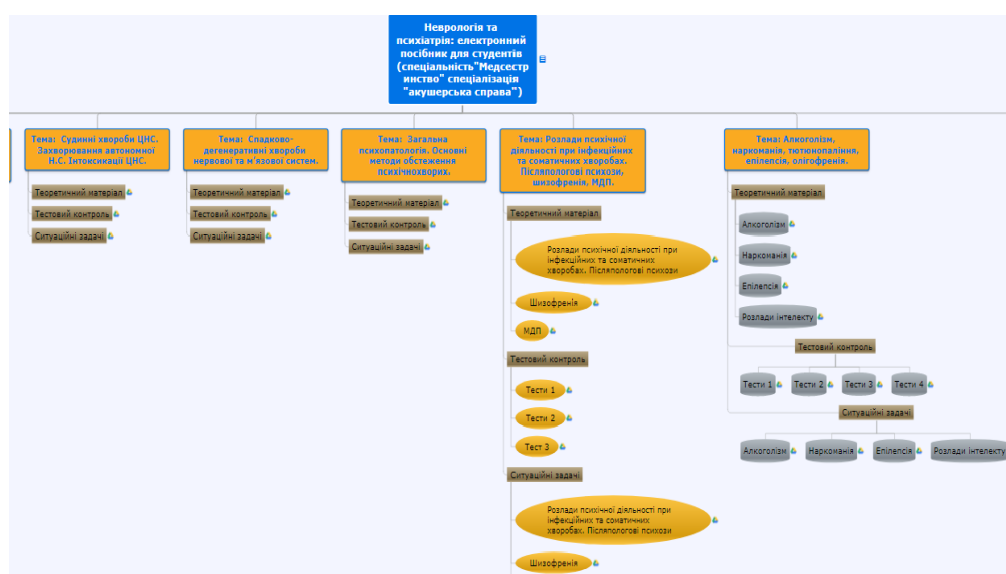 Неврологія та
психіатрія: електронний
посібник для студентів
(спеціальність"Медсестр
инство" спеціалізація
"акушерська справа")
Тема: Судинні хвороби ЦНС.
Захворювання автономної
Н.С. Інтоксикації ЦНС.
Теоретичний матеріал
Тестовий контроль
Ситуаційні задачі
Тема: Спадково-
дегенеративні хвороби
нервової та м'язової систем.
Теоретичний матеріал
Тестовий контроль
Ситуаційні задачі
Тема: Загальна
психопатологія. Основні
методи обстеження
психічнохворих.
Теоретичний матеріал
Тестовий контроль
Ситуаційні задачі
Тема: Розлади психічної
діяльності при інфекційних
та соматичних хворобах.
Післяпологові психози,
шизофренія, МДП.
Теоретичний матеріал
Розлади психічної діяльності при
інфекційних та соматичних
хворобах. Післяпологові психози
Шизофренія
МДП
Тестовий контроль
Тести 1
Тести 2
Тест 3
Ситуаційні задачі
Розлади психічної діяльності при
інфекційних та соматичних
хворобах. Післяпологові психози
Шизофренія
Тема: Алкоголізм,
наркоманія, тютюнопаління,
епілепсія, олігофренія.
Теоретичний матеріал
Алкоголізм
Наркоманія
Епілепсія
Розлади інтелекту
Тестовий контроль
Тести 1 Тести 2 Тести 3 Тести 4
Ситуаційні задачі
Алкоголізм Наркоманія Епілепсія Розлади інтелекту